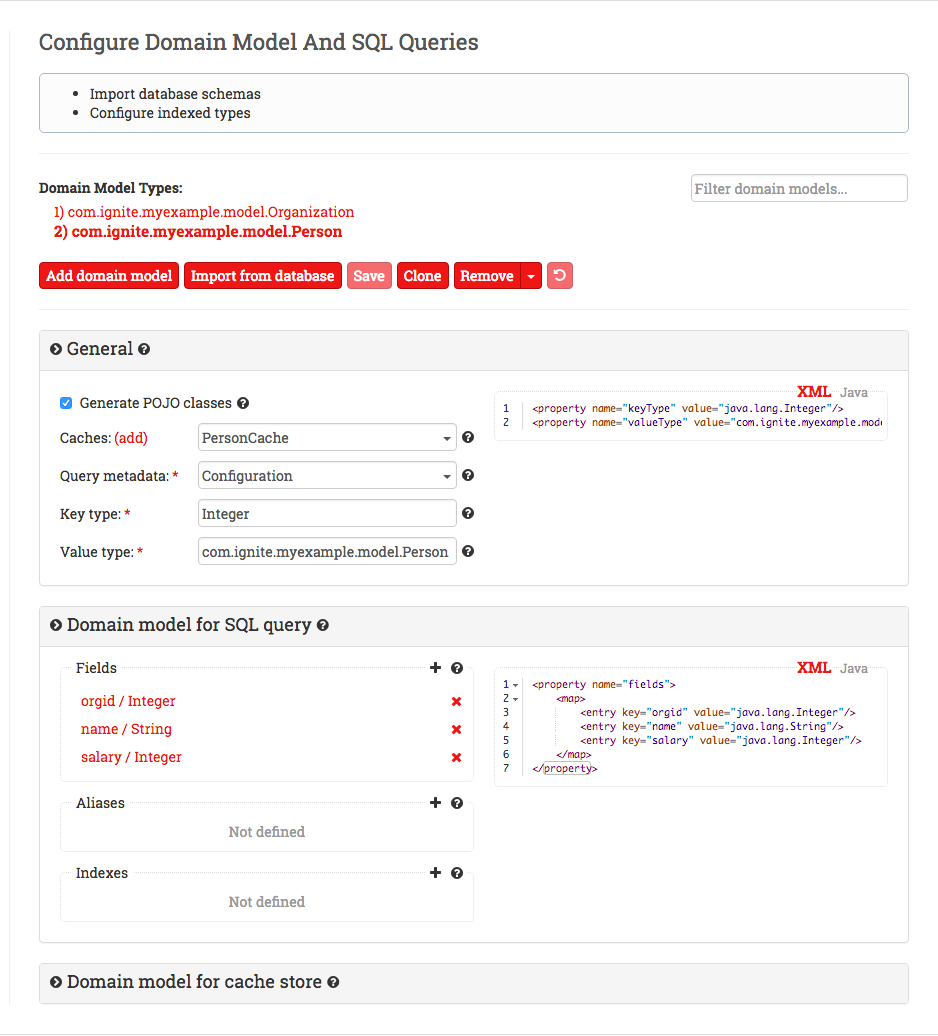 Configure Domain Model And SQL Queries
• Import database schemas
• Configure indexed types
Domain Model Types:
Filter domain models...
1) com.ignite.myexample.model.Organization
2) com.ignite.myexample.model.Person
Add domain model Import from database Save Clone Remove
General
Generate POJO classes
Caches: (add) PersonCache
Query metadata: * Configuration
Key type: * Integer
Value type: * com.ignite.myexample.model.Person
XML Java
1 <property name="keyType" value="java.lang.Integer"/>
2 <property name="valueType" value="com.ignite.myexample.mode
Domain model for SQL query
Fields
orgid / Integer
name / String
salary / Integer
Aliases
Not defined
Indexes
Not defined
XML Java
1 <property name="fields">
2 <map>
3 <entry key="orgid" value="java.lang.Integer"/>
4 <entry key="name" value="java.lang.String"/>
5 <entry key="salary" value="java.lang.Integer"/>
6 </map>
7 </property>
Domain model for cache store